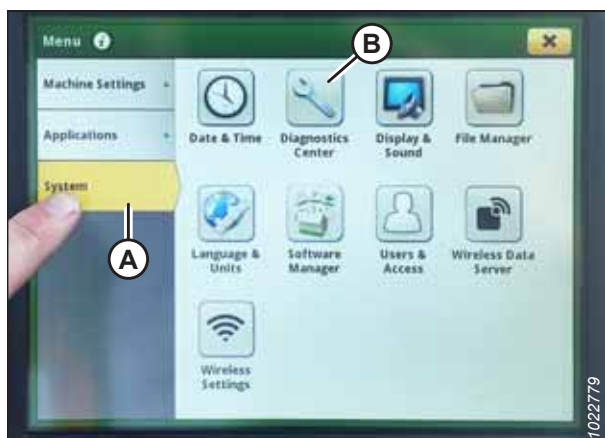 Menu i
B
Machine Settings
Applications
System
A
Date & Time
Diagnostics
Center
Display &
Sound
File Manager
Language &
Units
Software
Manager
Users &
Access
Wireless Data
Server
Wireless
Settings
1022779